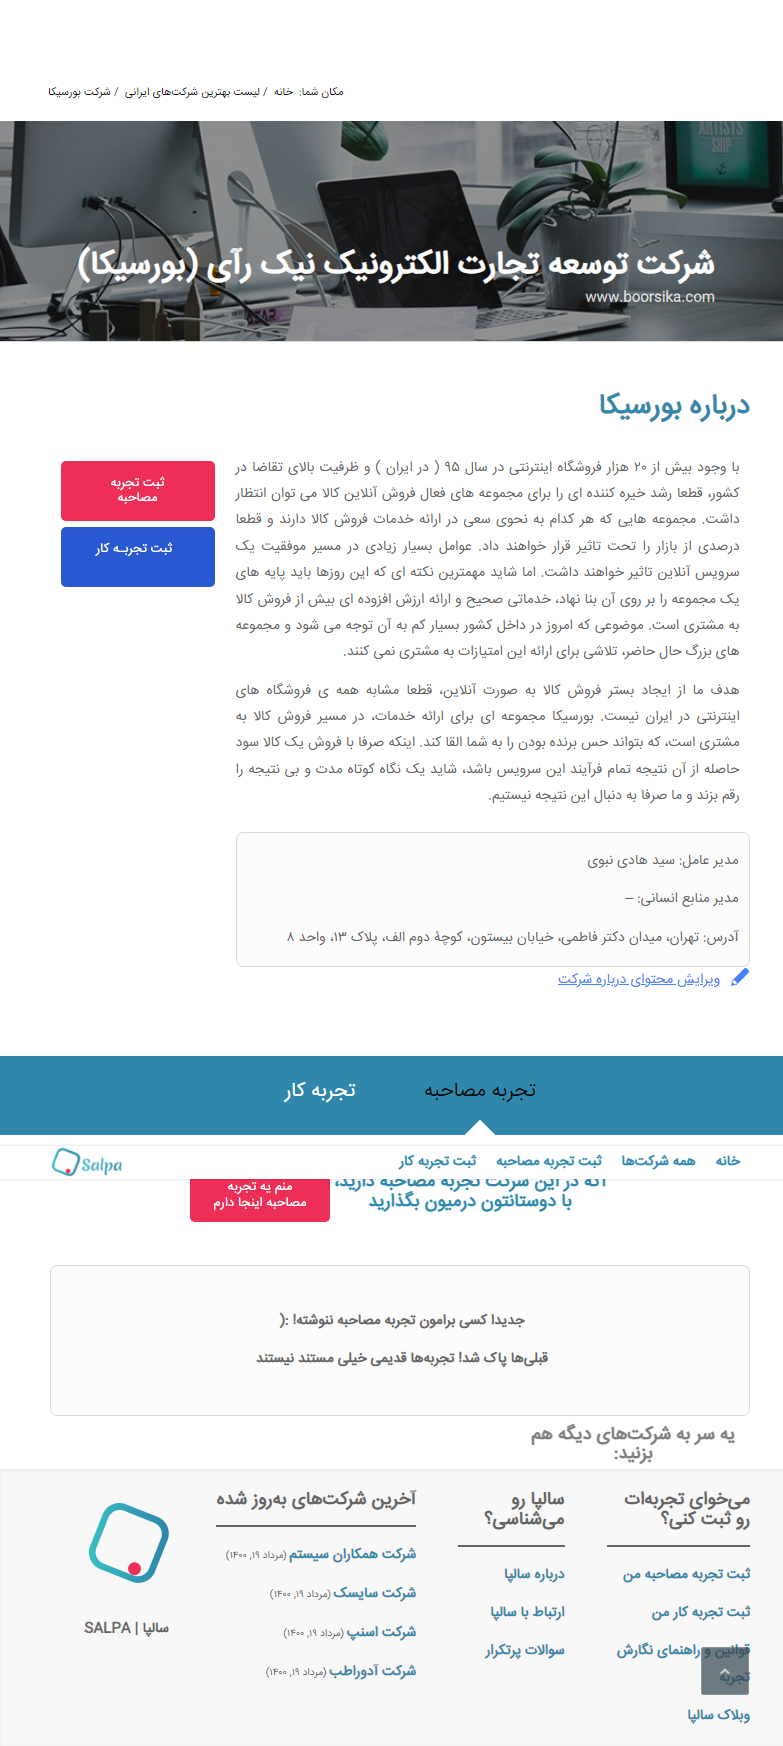 مکان شما: خانه / لیست بهترین شرکت‌های ایرانی / شرکت بورسیکا
ARTISTS
SHIP
شرکت توسعه تجارت الکترونیک نیک رآی (بورسیکا)
www.boorsika.com
درباره بورسیکا
با وجود بیش از ۲۰ هزار فروشگاه اینترنتی در سال ۹۵ ( در ایران ) و ظرفیت بالای تقاضا در
کشور، قطعا رشد خیره کننده ای را برای مجموعه های فعال فروش آنلاین کالا می توان انتظار
داشت. مجموعه هایی که هر کدام به نحوی سعی در ارائه خدمات فروش کالا دارند و قطعا
درصدی از بازار را تحت تاثیر قرار خواهند داد. عوامل بسیار زیادی در مسیر موفقیت یک
سرویس آنلاین تاثیر خواهند داشت. اما شاید مهمترین نکته ای که این روزها باید پایه های
یک مجموعه را بر روی آن بنا نهاد، خدماتی صحیح و ارائه ارزش افزوده ای بیش از فروش کالا
به مشتری است. موضوعی که امروز در داخل کشور بسیار کم به آن توجه می شود و مجموعه
های بزرگ حال حاضر، تلاشی برای ارائه این امتیازات به مشتری نمی کنند.
هدف ما از ایجاد بستر فروش کالا به صورت آنلاین، قطعا مشابه همه ی فروشگاه های
اینترنتی در ایران نیست. بورسیکا مجموعه ای برای ارائه خدمات، در مسیر فروش کالا به
مشتری است، که بتواند حس برنده بودن را به شما القا کند. اینکه صرفا با فروش یک کالا سود
حاصله از آن نتیجه تمام فرآیند این سرویس باشد، شاید یک نگاه کوتاه مدت و بی نتیجه را
رقم بزند و ما صرفا به دنبال این نتیجه نیستیم.
ثبت تجربه
مصاحبه
ثبت تجربـه کار
مدیر عامل: سید هادی نبوی
مدیر منابع انسانی: –
آدرس: تهران، میدان دکتر فاطمی، خیابان بیستون، کوچهٔ دوم الف، پلاک ۱۳، واحد ۸
ویرایش محتوای درباره شرکت
تجربه مصاحبه
تجربه کار
خانه
همه شرکت‌ها
ثبت تجربه مصاحبه
ثبت تجربه کار
Salpa
اگه در این شرکت تجربه مصاحبه دارید،
با دوستانتون درمیون بگذارید
منم یه تجربه
مصاحبه اینجا دارم
جدیدا کسی برامون تجربه مصاحبه ننوشته! :(
قبلی‌ها پاک شد! تجربه‌ها قدیمی خیلی مستند نیستند
یه سر به شرکت‌های دیگه هم
بزنید:
می‌خوای تجربه‌ات
رو ثبت کنی؟
ثبت تجربه مصاحبه من
ثبت تجربه کار من
قوانین و راهنمای نگارش
تجربه
وبلاگ سالپا
سالپا رو
می‌شناسی؟
درباره سالپا
ارتباط با سالپا
سوالات پرتکرار
آخرین شرکت‌های به‌روز شده
شرکت همکاران سیستم (مرداد ۱۹, ۱۴۰۰)
شرکت سایسک (مرداد ۱۹, ۱۴۰۰)
شرکت اسنپ (مرداد ۱۹, ۱۴۰۰)
شرکت آدوراطب (مرداد ۱۹, ۱۴۰۰)
سالپا | SALPA